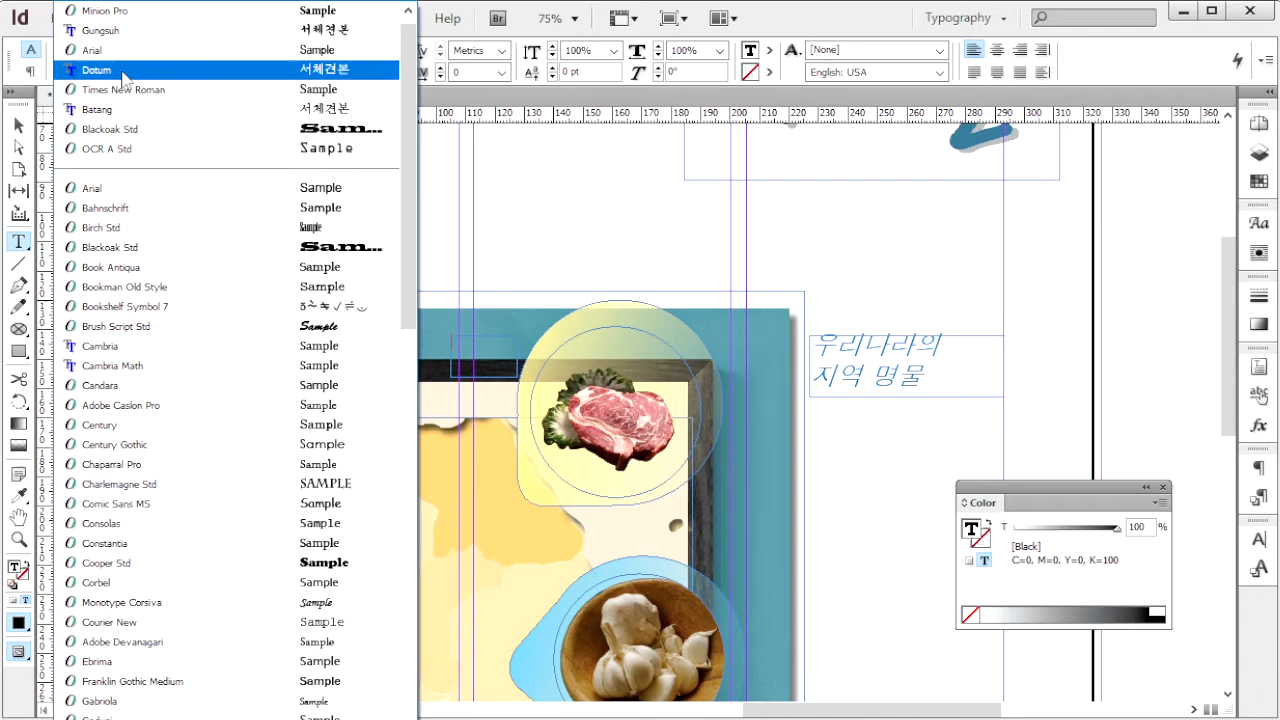 Id
Minion Pro Sample
Help Br 75% Typography
Gungsuh 서체견본
Arial Sample
Metrics 100% 100% [None]
Dotum 서체견본
0 0 pt 0° English: USA
Times New Roman Sample
Batang 서체견본
100 110 120 130 140 150 160 170 180 190 200 210 220 230 240 250 260 270 280 290 300 310 320 330 340 350 360
Blackoak Std Sam...
OCR A Std Sample
Arial Sample
Bahnschrift Sample
Birch Std Sample
Blackoak Std Sam...
Book Antiqua Sample
Bookman Old Style Sample
Bookshelf Symbol 7
Brush Script Std Sample
Cambria Sample
우리나라의
Cambria Math Sample
지역 명물
Candara Sample
Adobe Caslon Pro Sample
Century Sample
Century Gothic Sample
Chaparral Pro Sample
Charlemagne Std SAMPLE
Comic Sans MS Sample
Color
Consolas Sample
T 100 %
Constantia Sample
[Black]
C=0, M=0, Y=0, K=100
Cooper Std Sample
Corbel Sample
Monotype Corsiva Sample
Courier New Sample
Adobe Devanagari Sample
Ebrima Sample
Franklin Gothic Medium Sample
Gabriola Sample